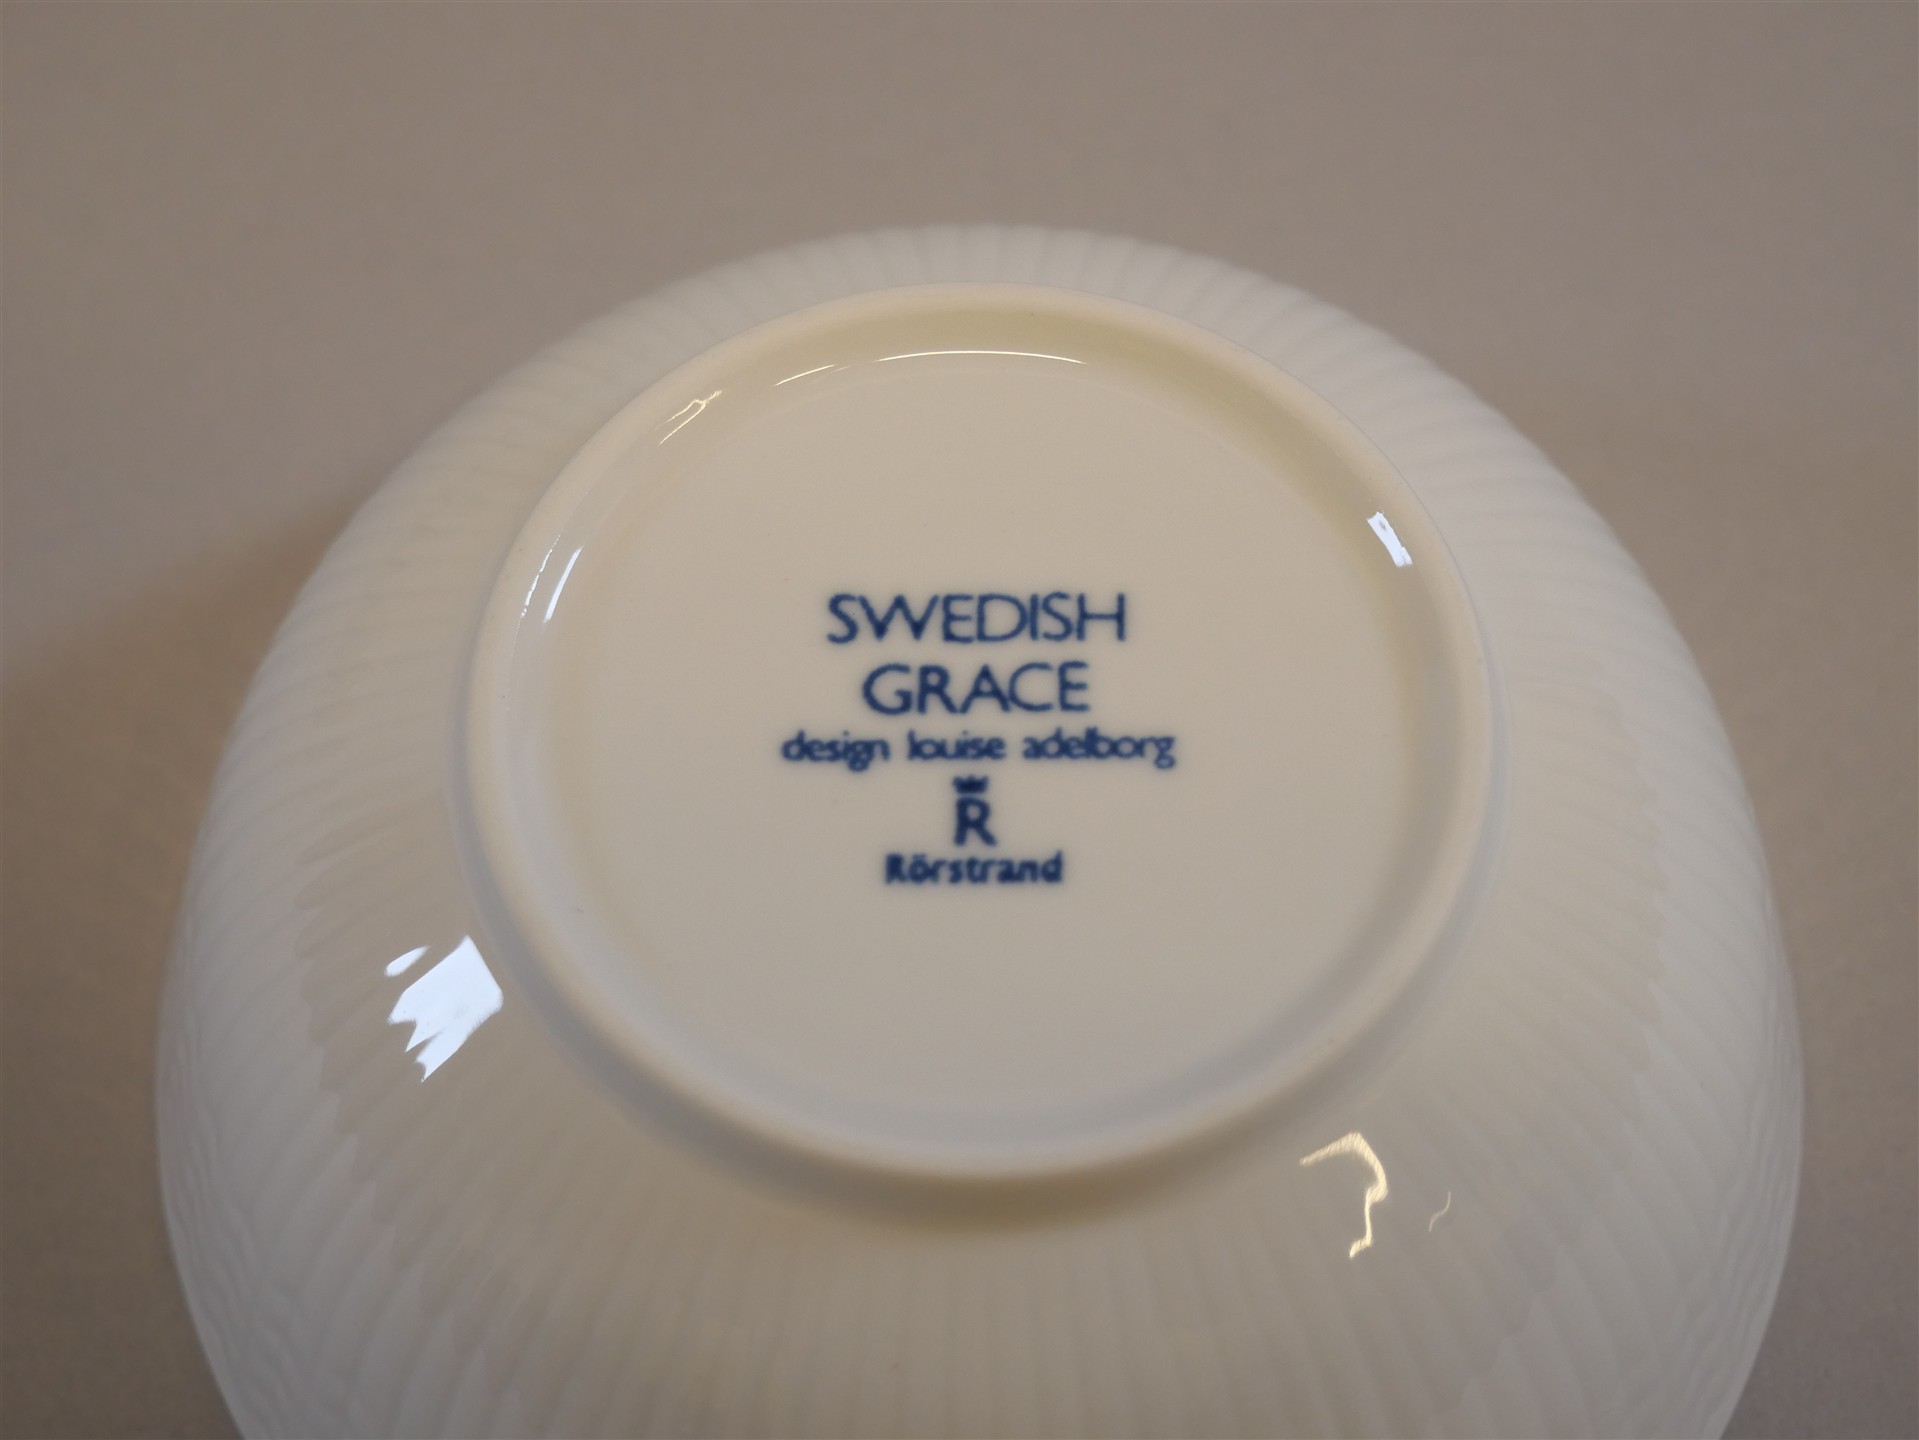 SWEDISH
GRACE
design louise adelborg
R
Rörstrand